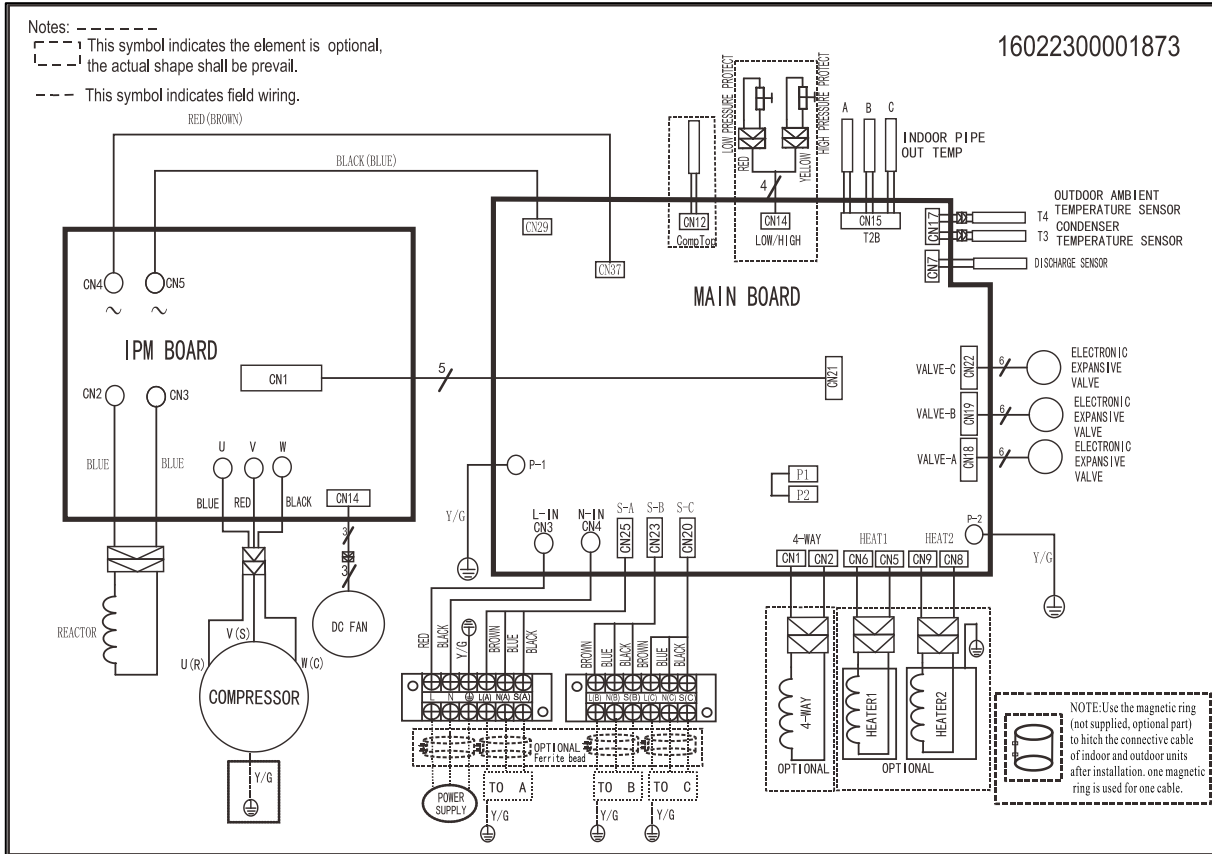 Notes:
This symbol indicates the element is optional,
the actual shape shall be prevail.
This symbol indicates field wiring.
16022300001873
RED(BROWN)
BLACK(BLUE)
LOW PRESSURE PROTECT
HIGH PRESSURE PROTECT
RED
YELLOW
4
A B C
INDOOR PIPE
OUT TEMP
CN12
CompTop
CN14
LOW/HIGH
CN15
T2B
CN17
T4
OUTDOOR AMBIENT
TEMPERATURE SENSOR
T3
CONDENSER
TEMPERATURE SENSOR
CN7
DISCHARGE SENSOR
CN29
CN37
MAIN BOARD
CN4
CN5
∼ ∼
IPM BOARD
CN1
5
CN21
CN2
CN3
BLUE
BLUE
U V W
BLUE
RED
BLACK
CN14
3
3
DC FAN
REACTOR
V(S)
U(R)
W(C)
COMPRESSOR
Y/G
VALVE-C
CN22
6
ELECTRONIC
EXPANSIVE
VALVE
VALVE-B
CN19
6
ELECTRONIC
EXPANSIVE
VALVE
VALVE-A
CN18
6
ELECTRONIC
EXPANSIVE
VALVE
P-1
Y/G
P1
P2
P-2
Y/G
L-IN
CN3
N-IN
CN4
S-A
CN25
S-B
CN23
S-C
CN20
4-WAY
CN1
CN2
HEAT1
CN6
CN5
HEAT2
CN9
CN8
RED
BLACK
Y/G
BROWN
BLUE
BLACK
BROWN
BLUE
BLACK
BROWN
BLUE
BLACK
L N L(A) N(A) S(A)
L(B) N(B) S(B) L(C) N(C) S(C)
OPTIONAL
Ferrite bead
POWER
SUPPLY
TO A
Y/G
TO B
Y/G
TO C
Y/G
4-WAY
OPTIONAL
HEATER1
HEATER2
OPTIONAL
NOTE:Use the magnetic ring
(not supplied, optional part)
to hitch the connective cable
of indoor and outdoor units
after installation. one magnetic
ring is used for one cable.